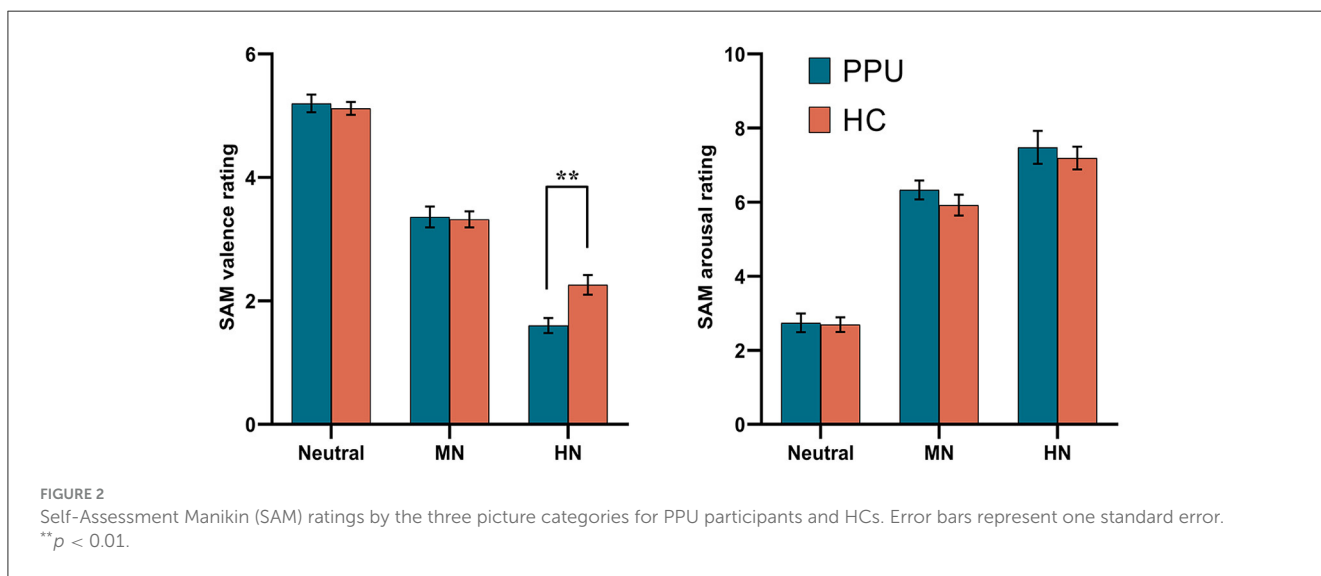 6
4
2
0
SAM valence rating
**
Neutral MN HN
10
8
6
4
2
0
SAM arousal rating
PPU
HC
Neutral MN HN
FIGURE 2
Self-Assessment Manikin (SAM) ratings by the three picture categories for PPU participants and HCs. Error bars represent one standard error.
**p < 0.01.